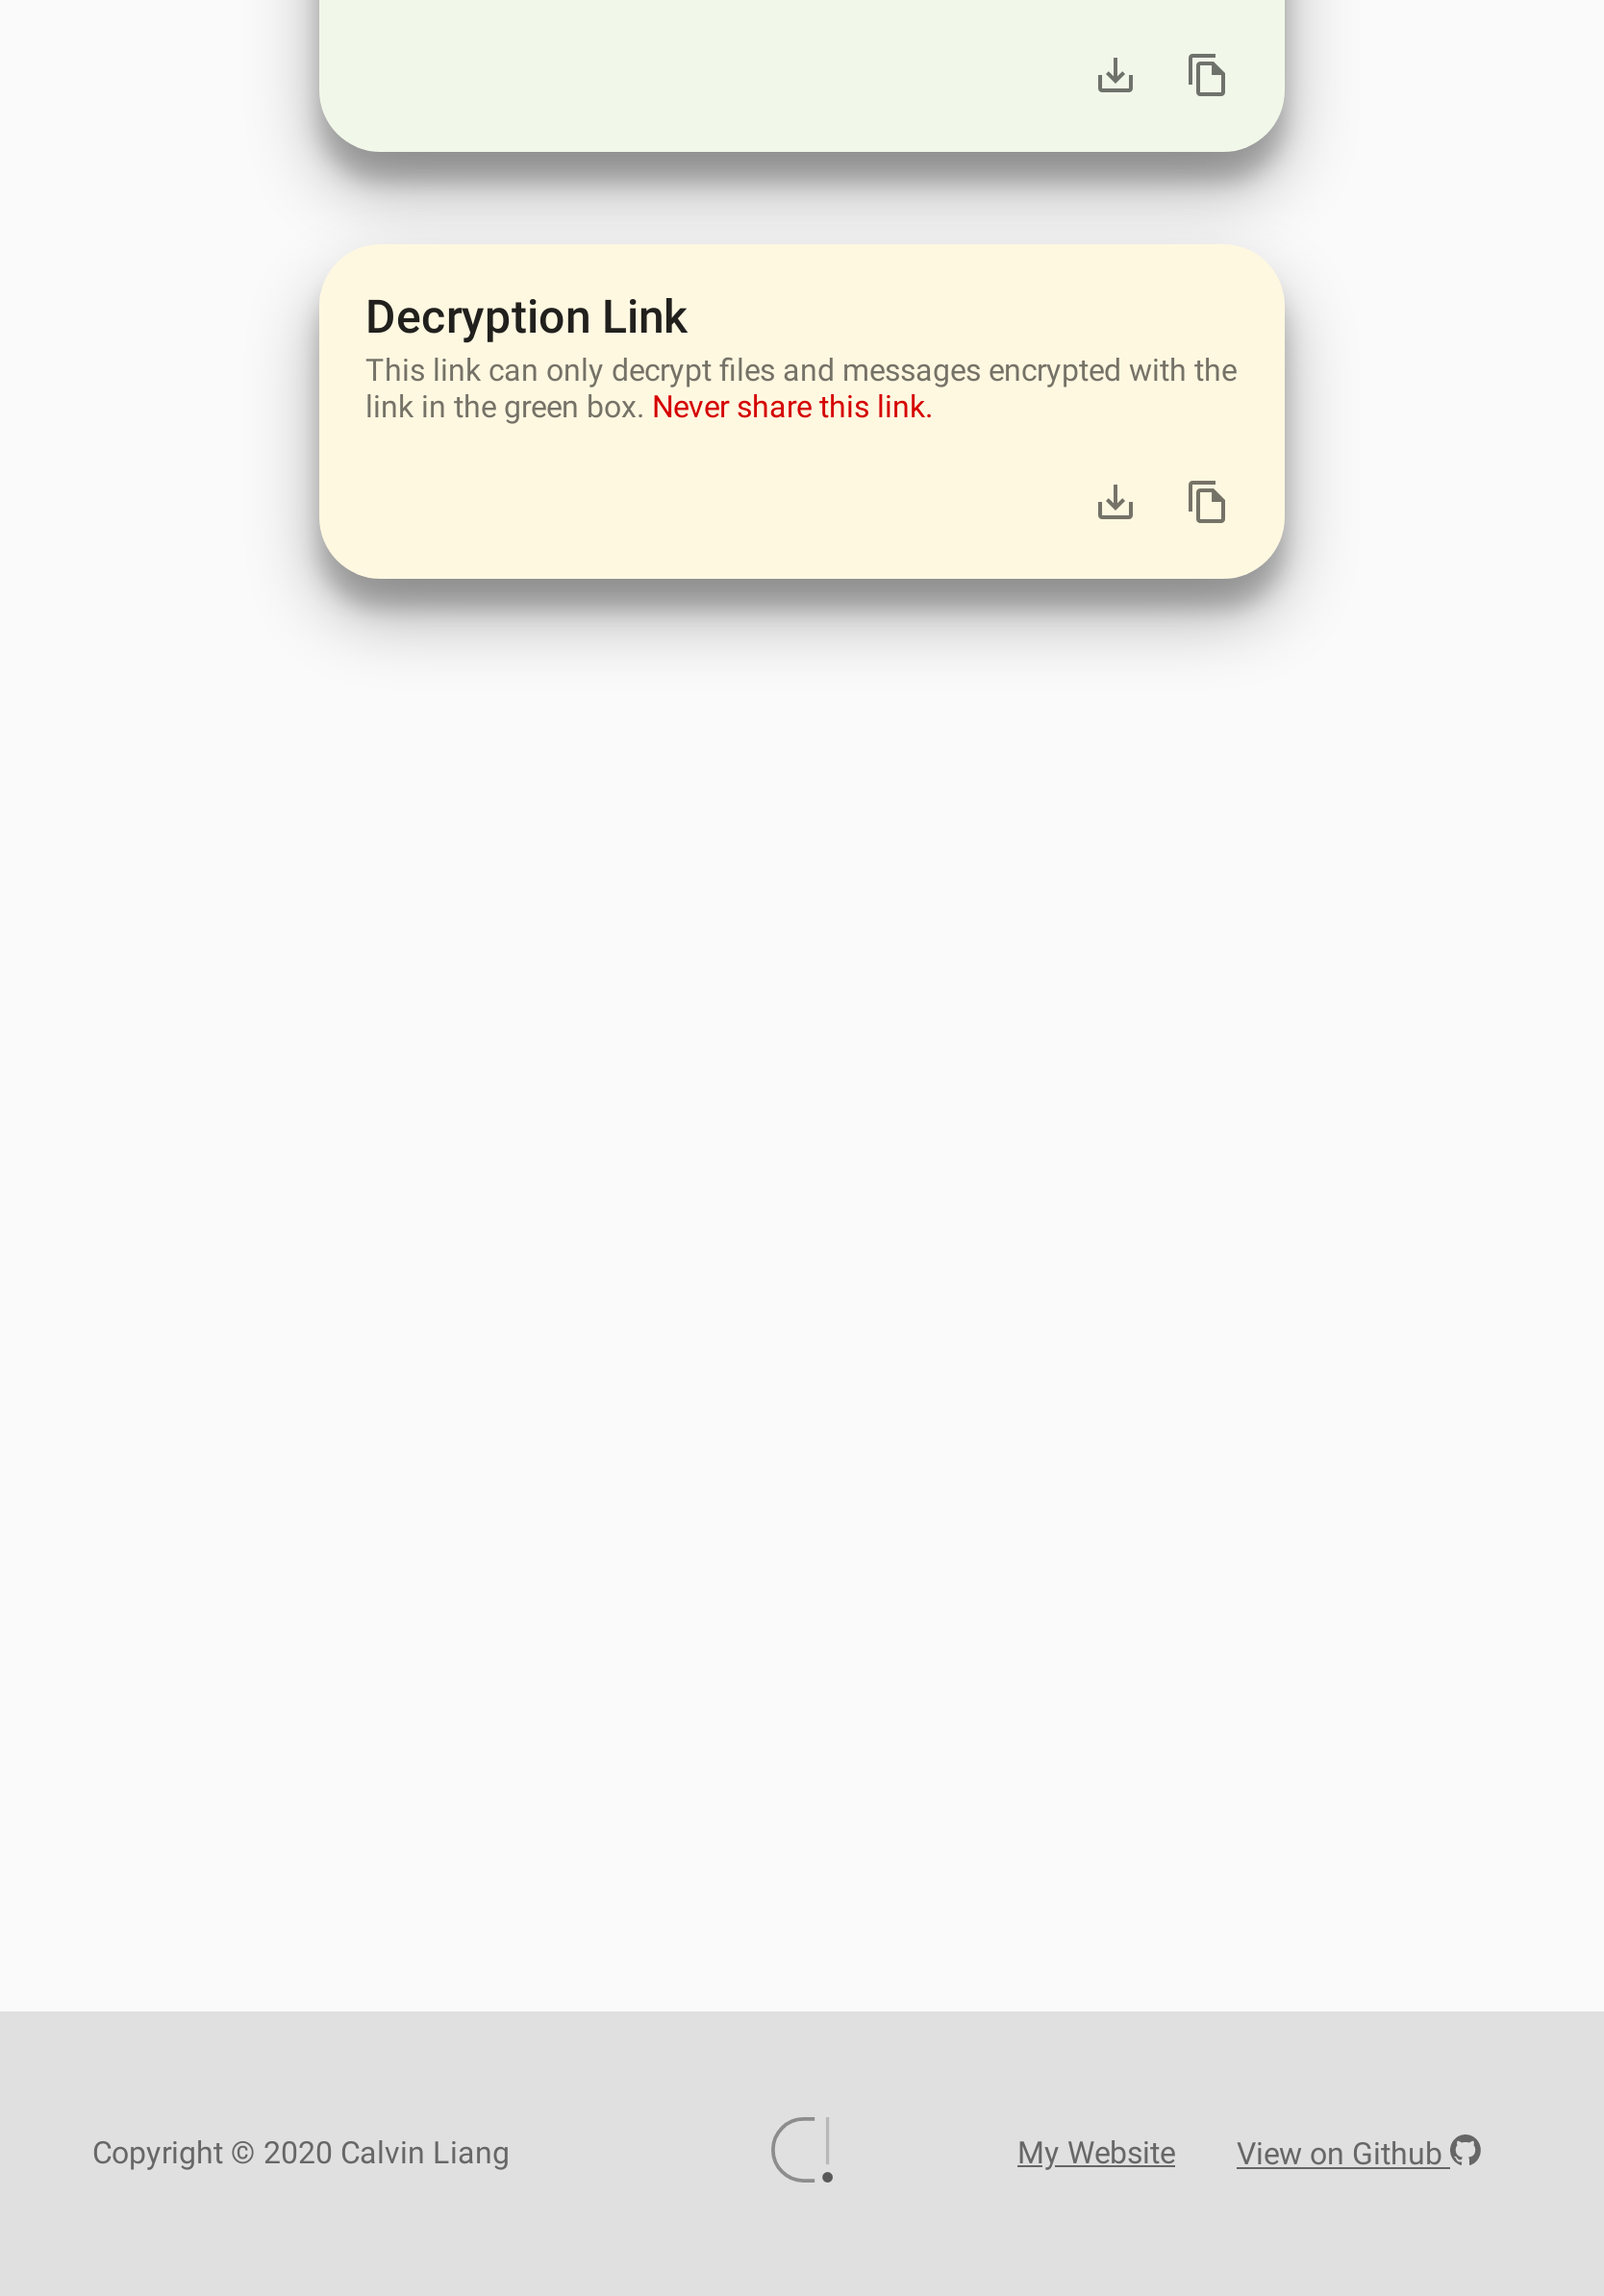 Decryption Link
This link can only decrypt files and messages encrypted with the
link in the green box. Never share this link.
Copyright © 2020 Calvin Liang
My Website
View on Github